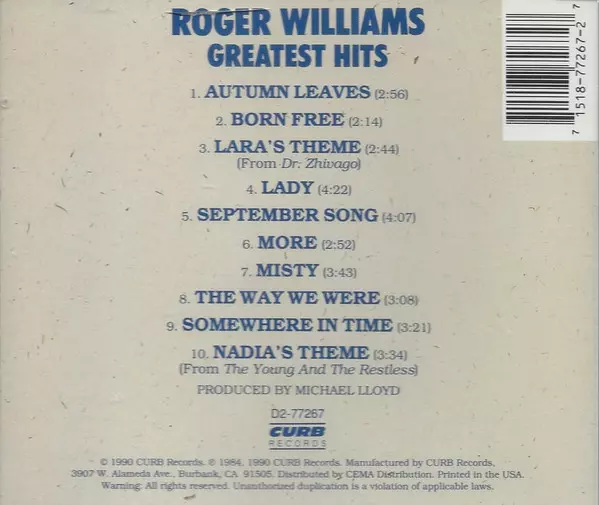 ROGER WILLIAMS
GREATEST HITS
1. AUTUMN LEAVES (2:56)
2. BORN FREE (2:14)
3. LARA'S THEME (2:44)
(From Dr. Zhivago)
4. LADY (4:22)
5. SEPTEMBER SONG (4:07)
6. MORE (2:52)
7. MISTY (3:43)
8. THE WAY WE WERE (3:08)
9. SOMEWHERE IN TIME (3:21)
10. NADIA'S THEME (3:34)
(From The Young And The Restless)
PRODUCED BY MICHAEL LLOYD
D2-77267
CURB
RECORDS
© 1990 CURB Records. ℗ 1984, 1990 CURB Records. Manufactured by CURB Records,
3907 W. Alameda Ave., Burbank, CA 91505. Distributed by CEMA Distribution. Printed in the USA.
Warning: All rights reserved. Unauthorized duplication is a violation of applicable laws.
7 1518-77267-2 7